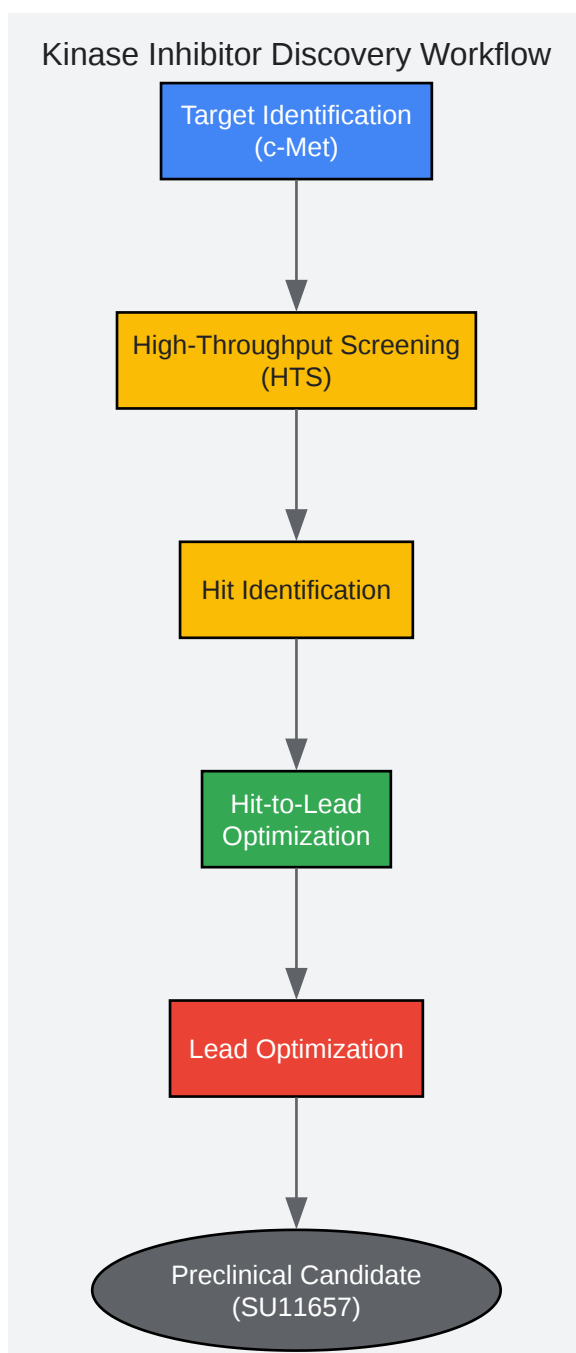 Kinase Inhibitor Discovery Workflow
Target Identification
(c-Met)
High-Throughput Screening
(HTS)
Hit Identification
Hit-to-Lead
Optimization
Lead Optimization
Preclinical Candidate
(SU11657)